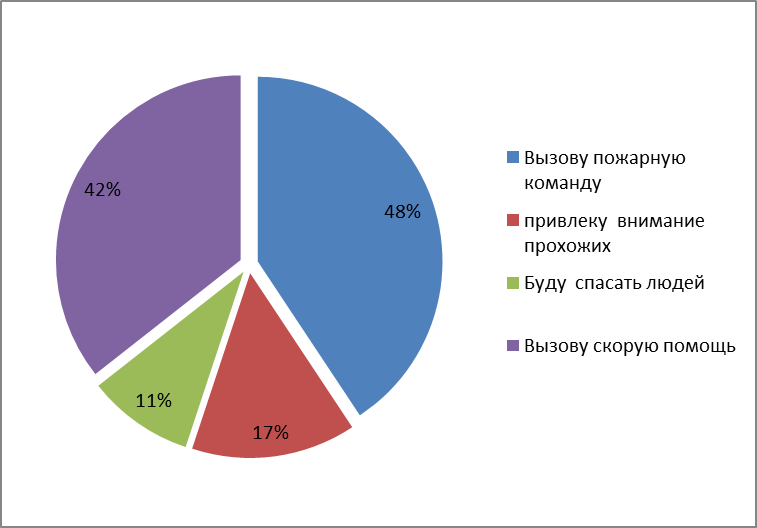 42%
48%
11%
17%
Вызову пожарную
команду
привлеку  внимание
прохожих
Буду  спасать людей
Вызову скорую помощь